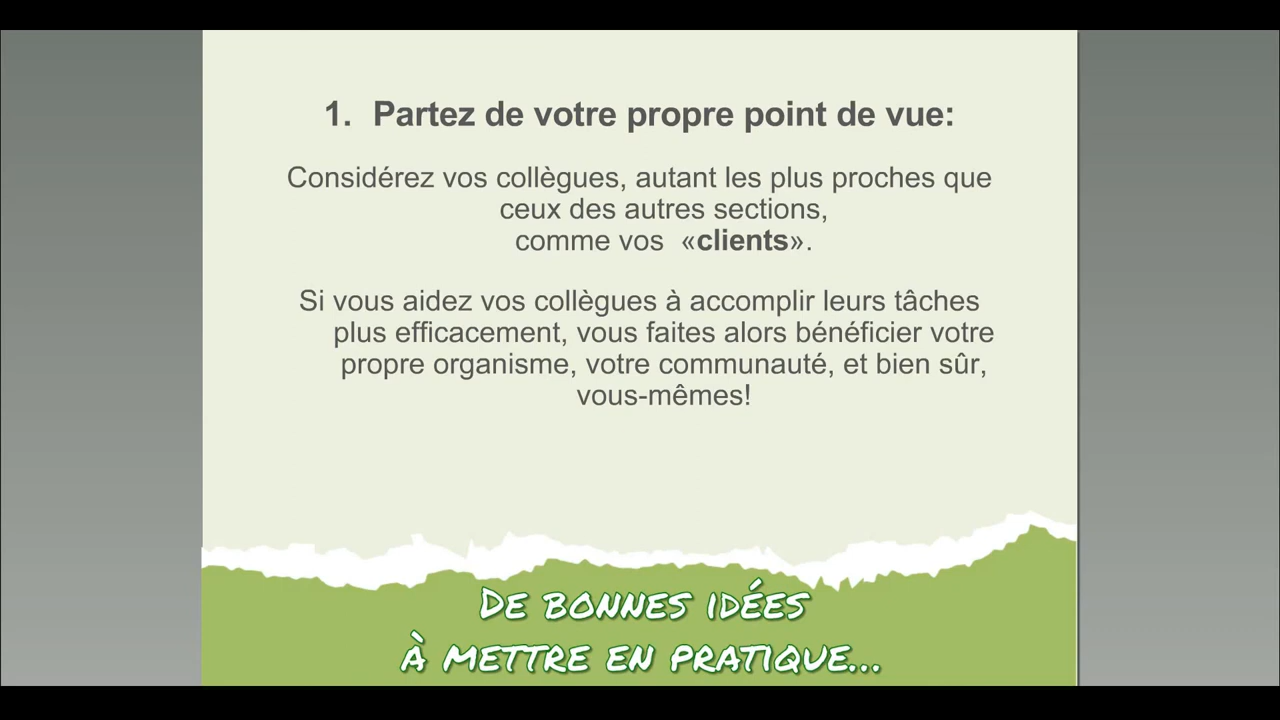 1. Partez de votre propre point de vue:
Considérez vos collègues, autant les plus proches que
ceux des autres sections,
comme vos «clients».
Si vous aidez vos collègues à accomplir leurs tâches
plus efficacement, vous faites alors bénéficier votre
propre organisme, votre communauté, et bien sûr,
vous-mêmes!
De bonnes idées
à mettre en pratique...